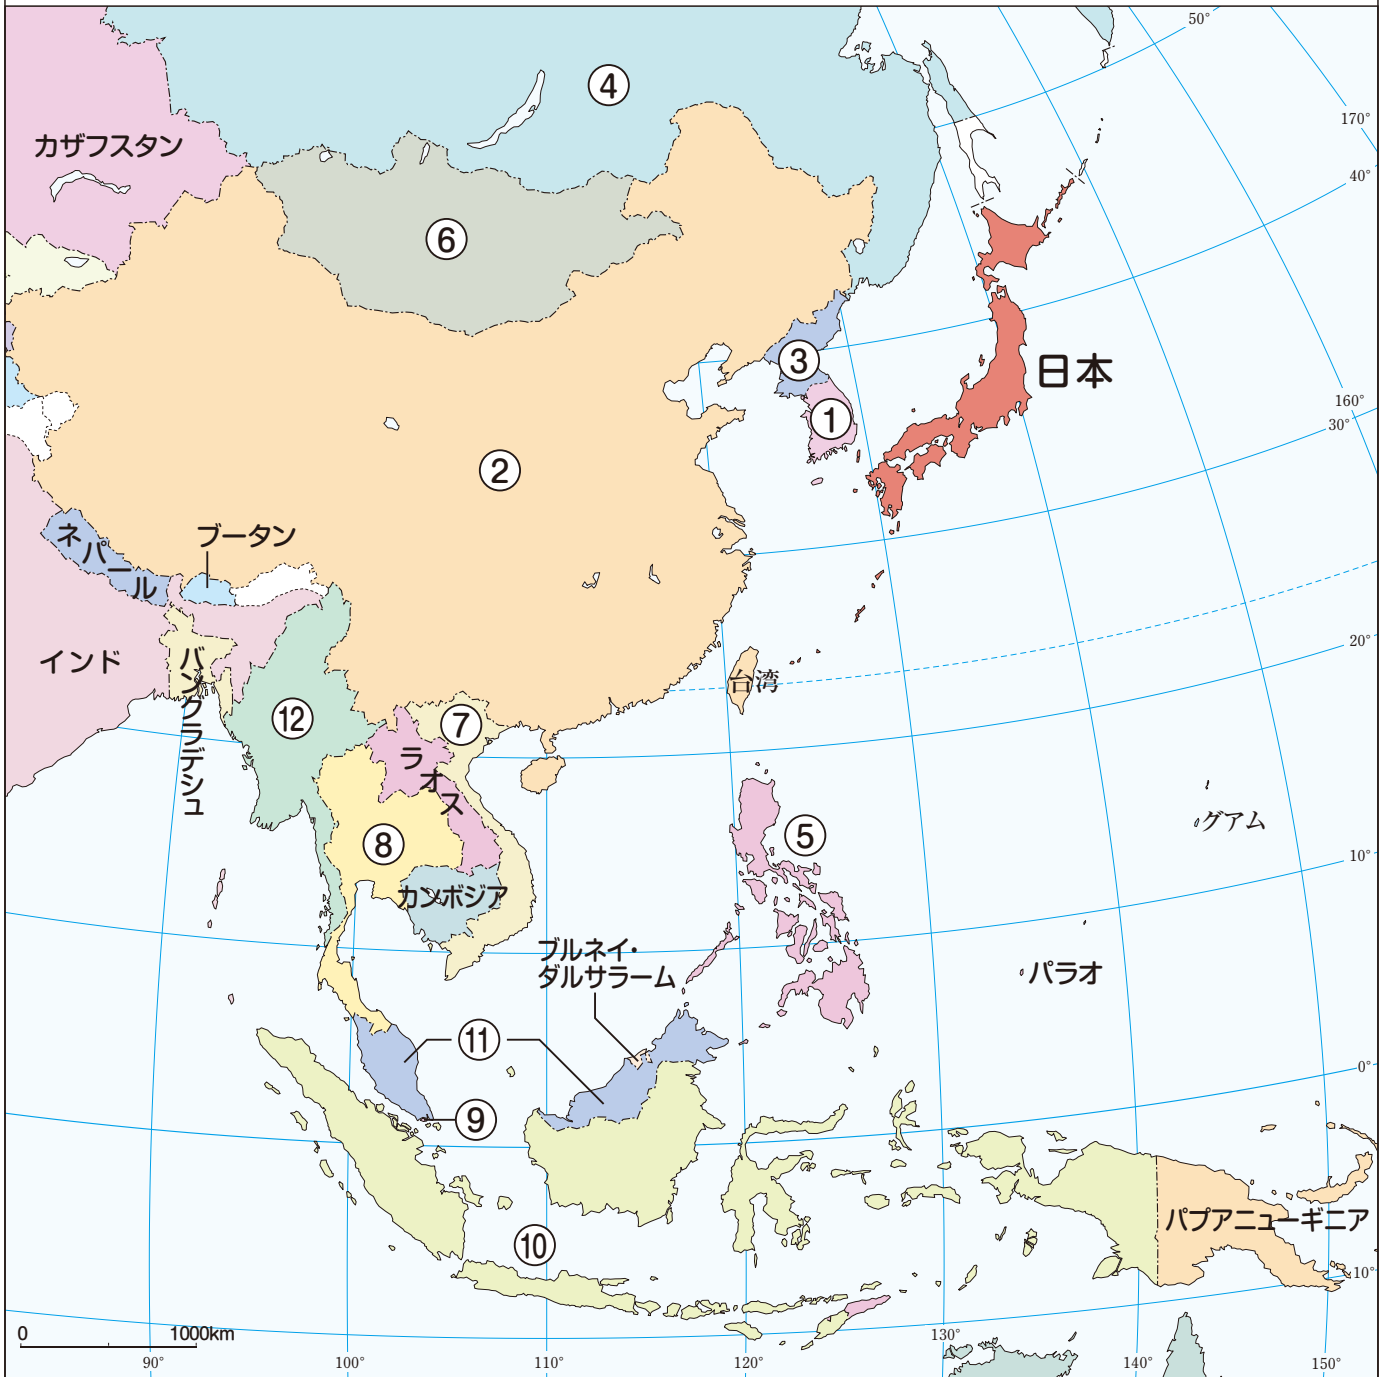 50°
④
170°
カザフスタン
40°
⑥
③
日本
160°
①
30°
②
ブータン
ネパール
20°
インド
バングラデシュ
台湾
⑫
⑦
ラオス
グアム
⑤
⑧
10°
カンボジア
ブルネイ・
ダルサラーム
パラオ
⑪
0°
⑨
パプアニューギニア
⑩
10°
0
1000km
90°
100°
110°
120°
130°
140°
150°